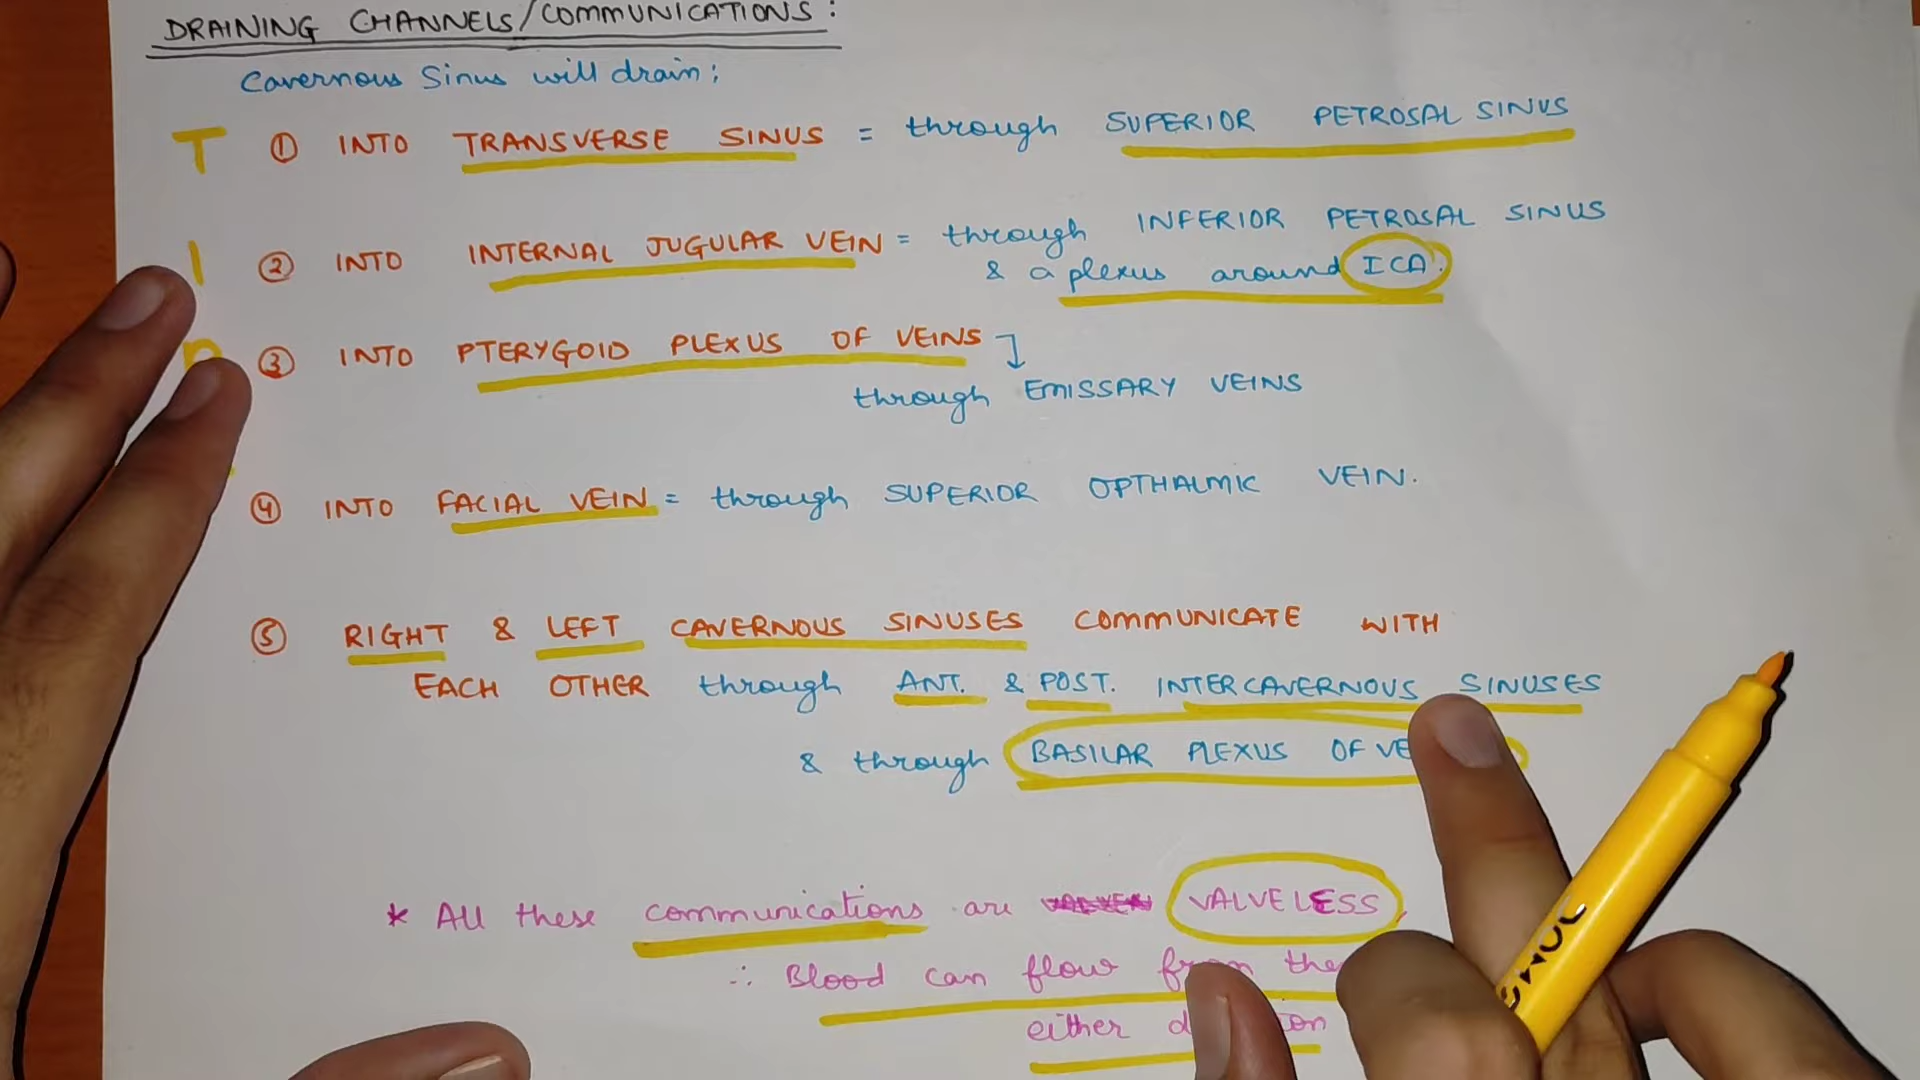 DRAINING CHANNELS/COMMUNICATIONS:
Cavernous Sinus will drain;
T ① INTO TRANSVERSE SINUS = through SUPERIOR PETROSAL SINUS
I ② INTO INTERNAL JUGULAR VEIN = through INFERIOR PETROSAL SINUS
& a plexus around ICA.
③ INTO PTERYGOID PLEXUS OF VEINS
through EMISSARY VEINS
④ INTO FACIAL VEIN = through SUPERIOR OPTHALMIC VEIN.
⑤ RIGHT & LEFT CAVERNOUS SINUSES COMMUNICATE WITH
EACH OTHER through ANT. & POST. INTERCAVERNOUS SINUSES
& through BASILAR PLEXUS OF
* All these communications are VALVELESS,
∴ Blood can flow from
either